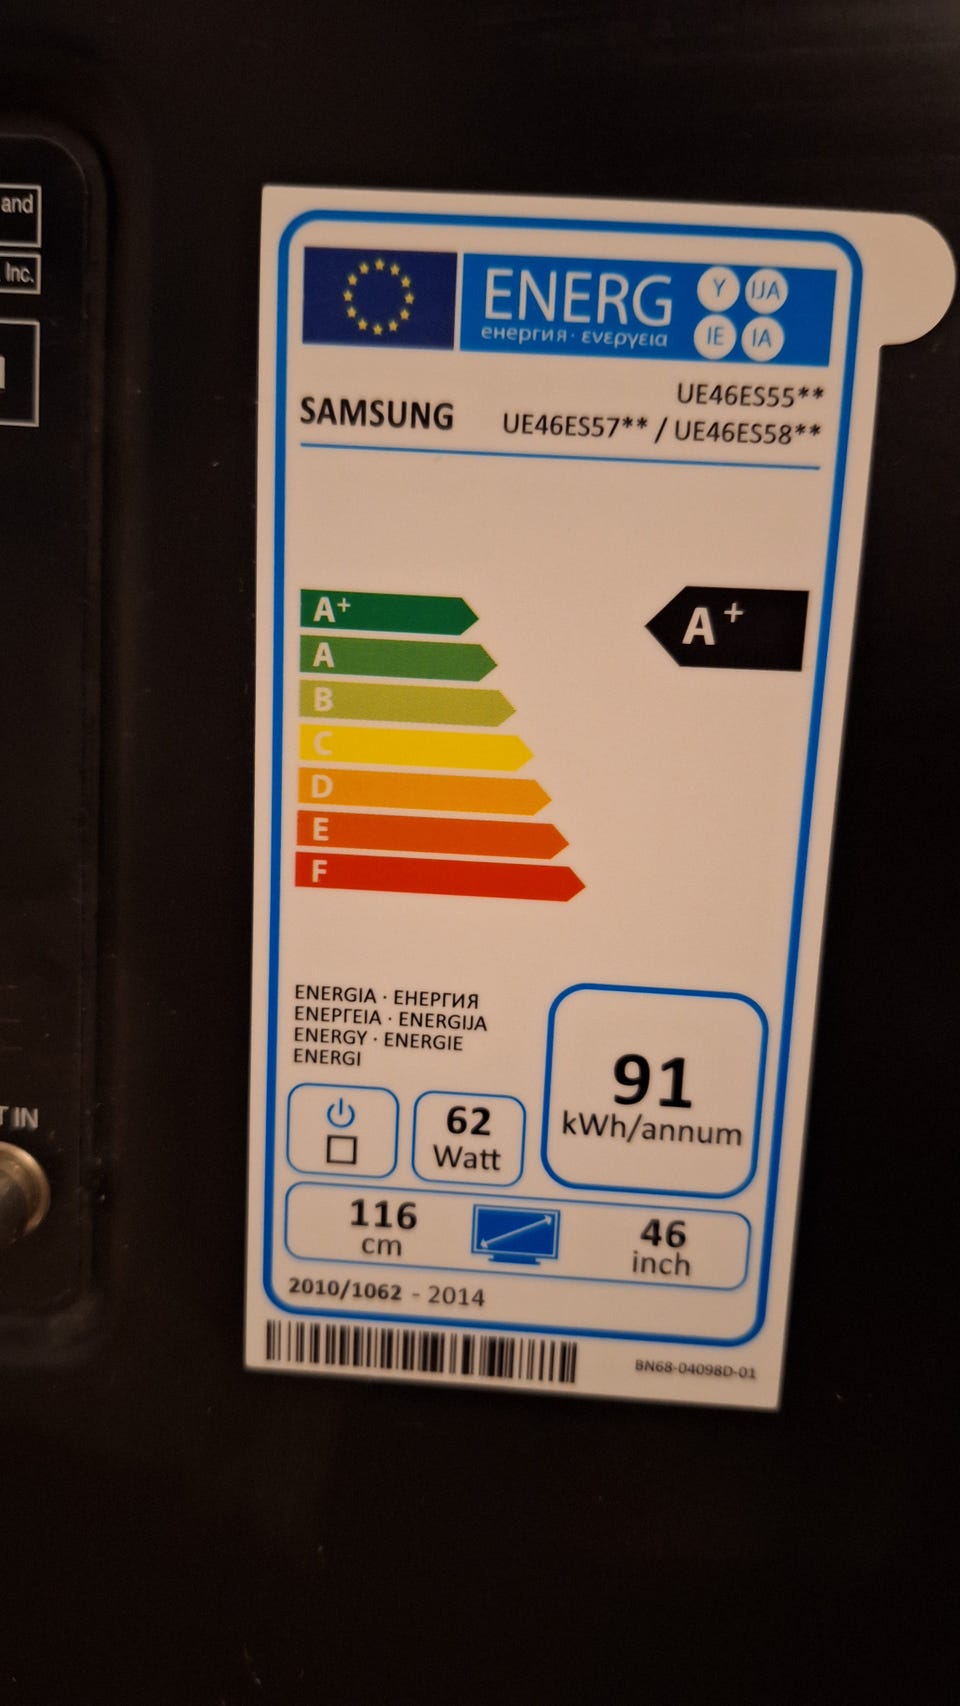 and
Inc.
ENERG
енергия · ενεργεια
Y IJA
IE IA
SAMSUNG
UE46ES55**
UE46ES57** / UE46ES58**
A+
A+
A
B
C
D
E
F
ENERGIA · ЕНЕРГИЯ
ΕΝΕΡΓΕΙΑ · ENERGIJA
ENERGY · ENERGIE
ENERGI
91
kWh/annum
62
Watt
116
cm
46
inch
2010/1062 - 2014
BN68-04098D-01
T IN